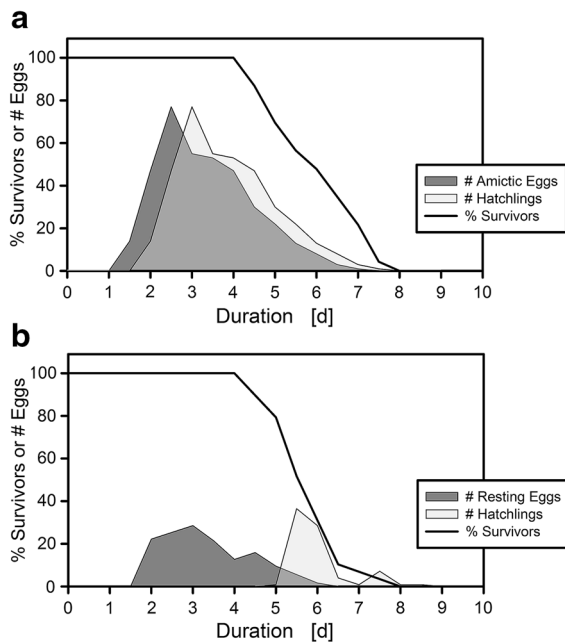 a
% Survivors or # Eggs
100
80
60
40
20
0
0 1 2 3 4 5 6 7 8 9 10
Duration [d]
# Amictic Eggs
# Hatchlings
% Survivors
b
% Survivors or # Eggs
100
80
60
40
20
0
0 1 2 3 4 5 6 7 8 9 10
Duration [d]
# Resting Eggs
# Hatchlings
% Survivors